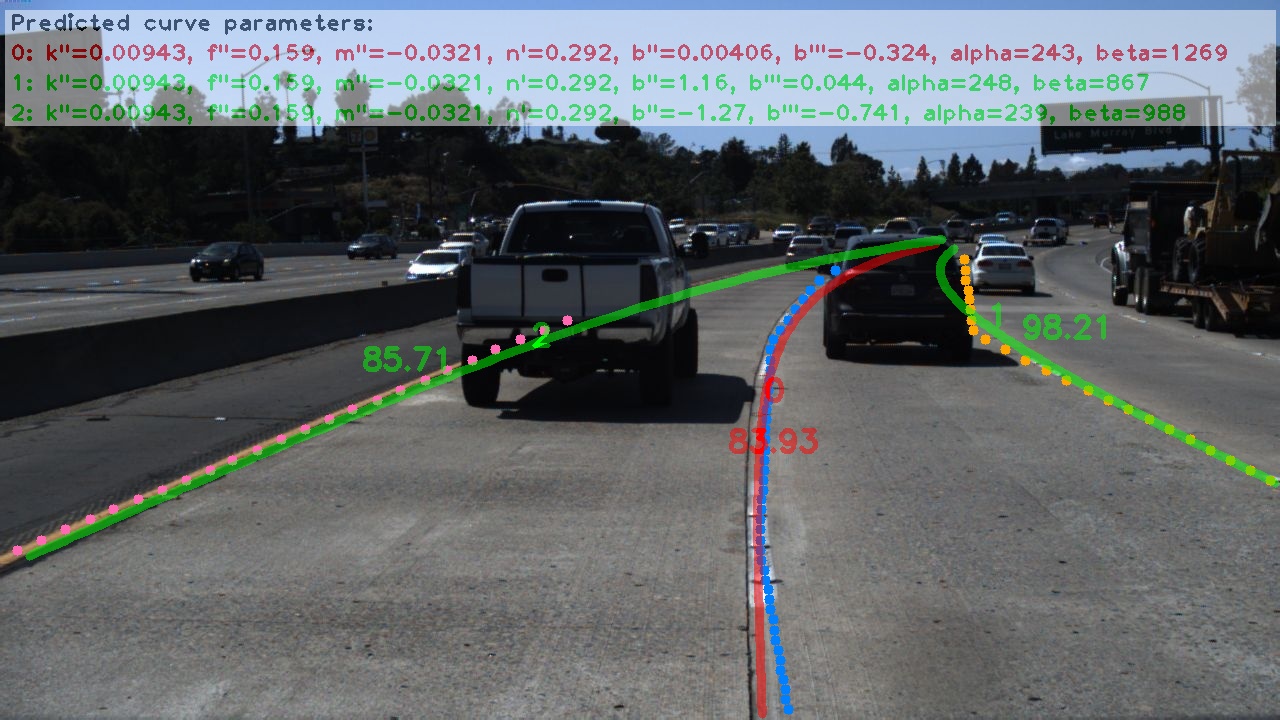 Predicted curve parameters:
0: k''=0.00943, f''=0.159, m''=−0.0321, n'=0.292, b''=0.00406, b'''=−0.324, alpha=243, beta=1269
1: k''=0.00943, f''=0.159, m''=−0.0321, n'=0.292, b''=1.16, b'''=0.044, alpha=248, beta=867
2: k''=0.00943, f''=0.159, m''=−0.0321, n'=0.292, b''=−1.27, b'''=−0.741, alpha=239, beta=988
Lake Murray Blvd
1 98.21
2
85.71
0
83.93